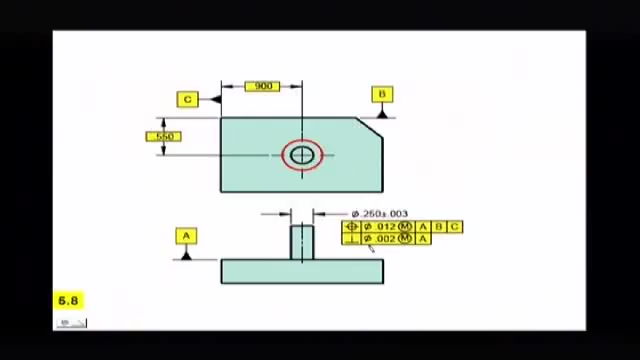 .900
C
B
.550
Ø.250±.003
⌖ Ø.012Ⓜ A B C
⟂ Ø.002Ⓜ A
A
5.8